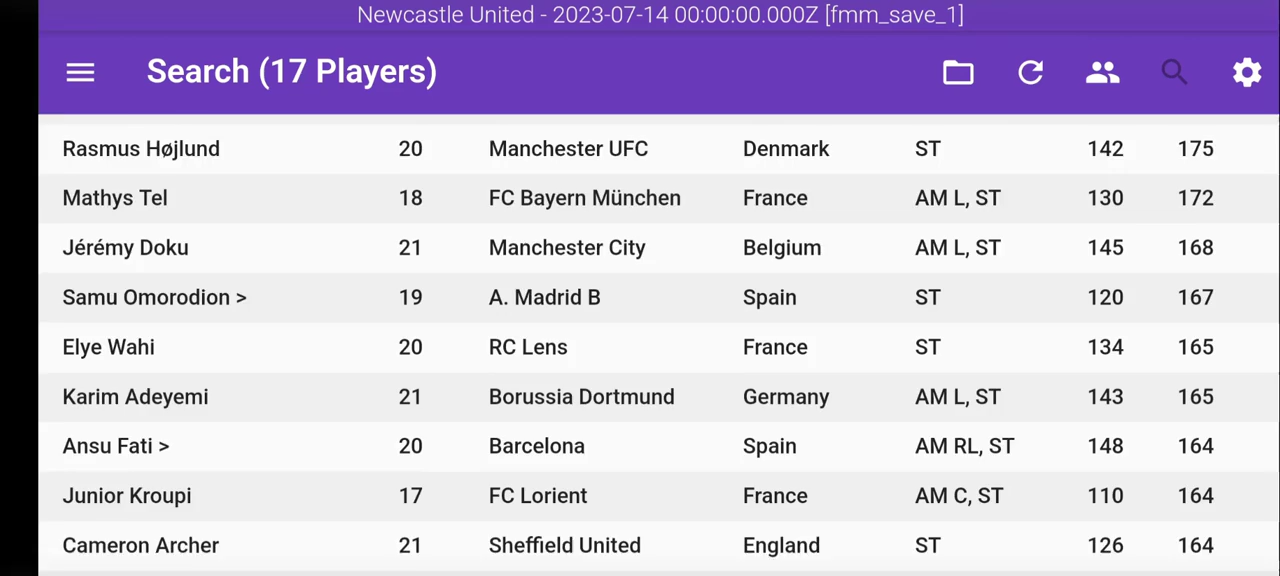 Newcastle United - 2023-07-14 00:00:00.000Z [fmm_save_1]
Search (17 Players)
Rasmus Højlund 20 Manchester UFC Denmark ST 142 175
Mathys Tel 18 FC Bayern München France AM L, ST 130 172
Jérémy Doku 21 Manchester City Belgium AM L, ST 145 168
Samu Omorodion > 19 A. Madrid B Spain ST 120 167
Elye Wahi 20 RC Lens France ST 134 165
Karim Adeyemi 21 Borussia Dortmund Germany AM L, ST 143 165
Ansu Fati > 20 Barcelona Spain AM RL, ST 148 164
Junior Kroupi 17 FC Lorient France AM C, ST 110 164
Cameron Archer 21 Sheffield United England ST 126 164